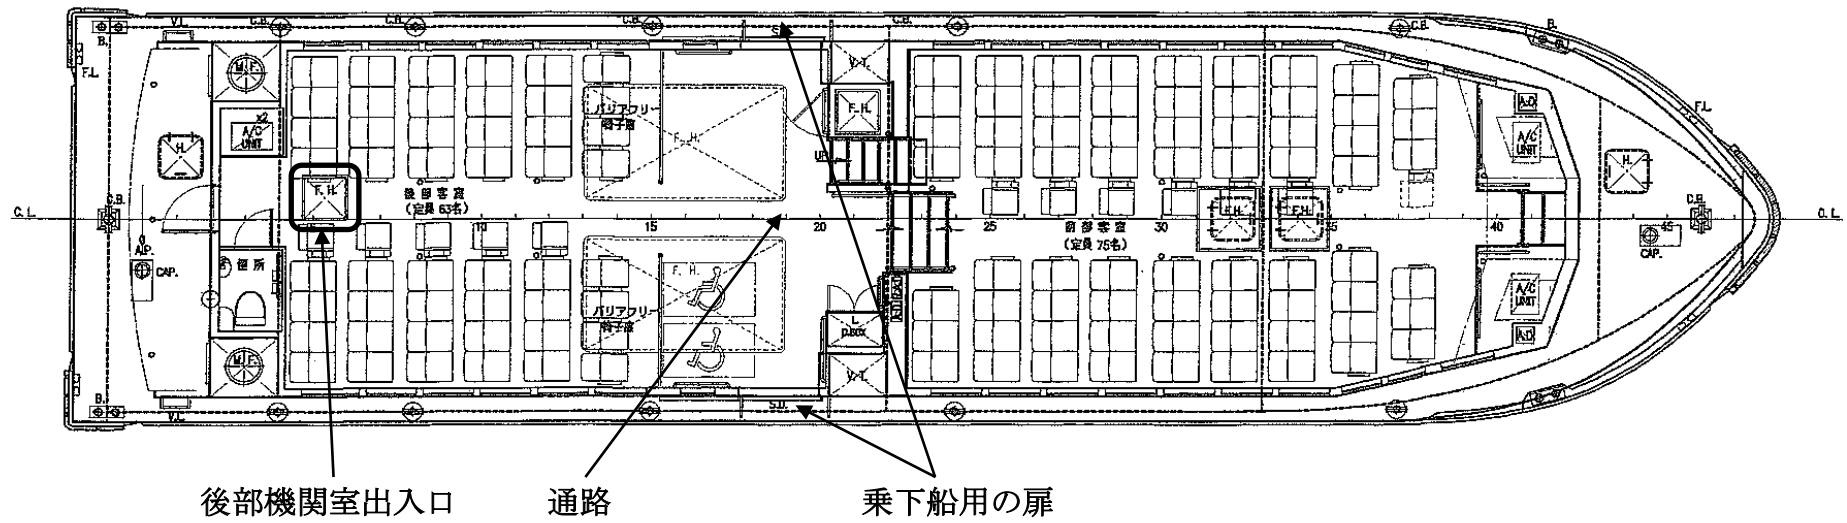 V.L. C.B. C.B. C.B. C.B. C.B. C.B. B.
B.
F.L.
M.F.
x2
A/C
UNIT
H.
バリアフリー
椅子席
F.H.
V.T.
F.H.
UP
A.D
A/C
UNIT
F.L.
H.
F.H.
後部客室
(定員 63名)
C.L.
C.B.
10
15
20
25
30
35
40
45
C.B.
C.L.
F.H.
F.H.
前部客室
(定員 75名)
0
A.P.
CAP.
便所
F.H.
バリアフリー
椅子席
L
D.BOX
A/C
UNIT
A.D
CAP.
M.F.
V.T.
B.
V.L.
S.D.
後部機関室出入口
通路
乗下船用の扉